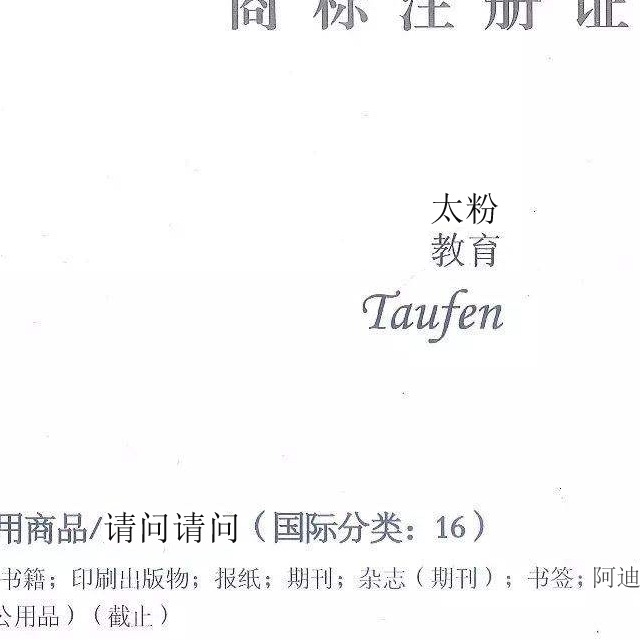 商标注册证
太粉
教育
Taufen
用商品/请问请问（国际分类：16）
书籍；印刷出版物；报纸；期刊；杂志（期刊）；书签；阿迪
公用品）（截止）